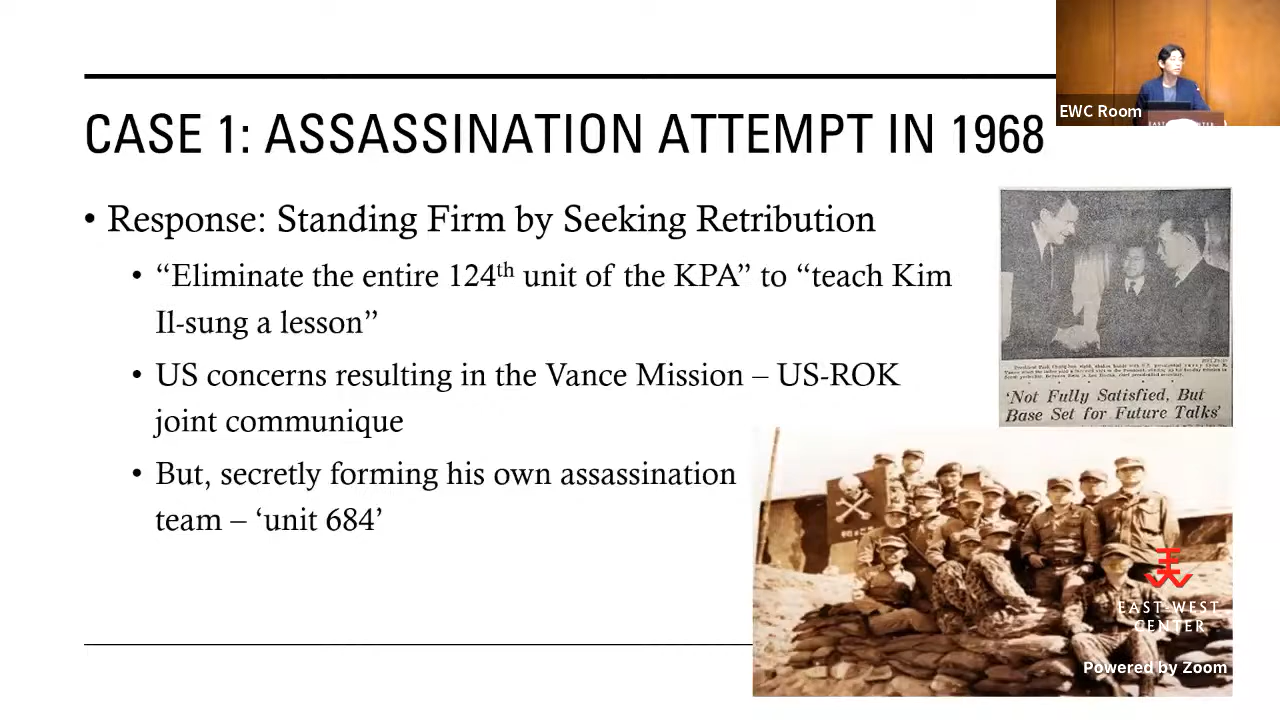 EWC Room
CASE 1: ASSASSINATION ATTEMPT IN 1968
• Response: Standing Firm by Seeking Retribution
• “Eliminate the entire 124th unit of the KPA” to “teach Kim
Il-sung a lesson”
• US concerns resulting in the Vance Mission – US-ROK
joint communique
• But, secretly forming his own assassination
team – ‘unit 684’
'Not Fully Satisfied, But
Base Set for Future Talks'
EAST-WEST
CENTER
Powered by Zoom